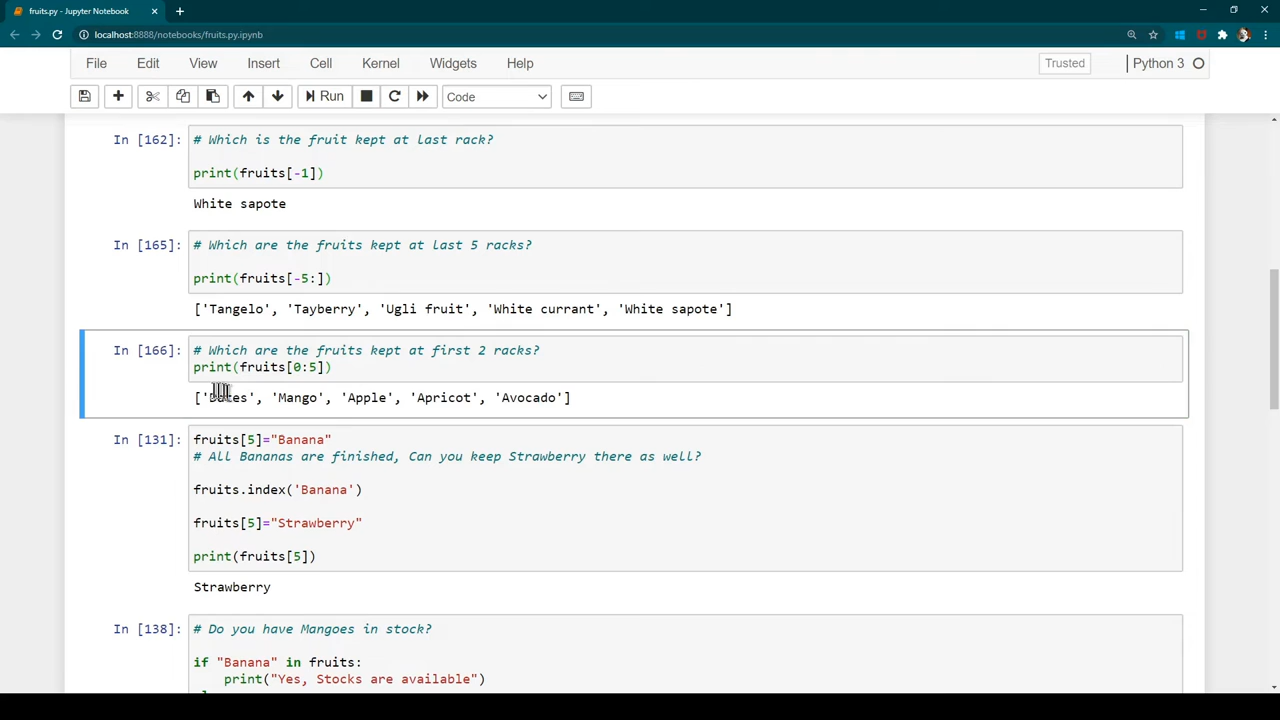 fruits.py - Jupyter Notebook
localhost:8888/notebooks/fruits.py.ipynb
File Edit View Insert Cell Kernel Widgets Help Trusted Python 3
Run Code
In [162]: # Which is the fruit kept at last rack?
print(fruits[-1])
White sapote
In [165]: # Which are the fruits kept at last 5 racks?
print(fruits[-5:])
['Tangelo', 'Tayberry', 'Ugli fruit', 'White currant', 'White sapote']
In [166]: # Which are the fruits kept at first 2 racks?
print(fruits[0:5])
['Dates', 'Mango', 'Apple', 'Apricot', 'Avocado']
In [131]: fruits[5]="Banana"
# All Bananas are finished, Can you keep Strawberry there as well?
fruits.index('Banana')
fruits[5]="Strawberry"
print(fruits[5])
Strawberry
In [138]: # Do you have Mangoes in stock?
if "Banana" in fruits:
print("Yes, Stocks are available")